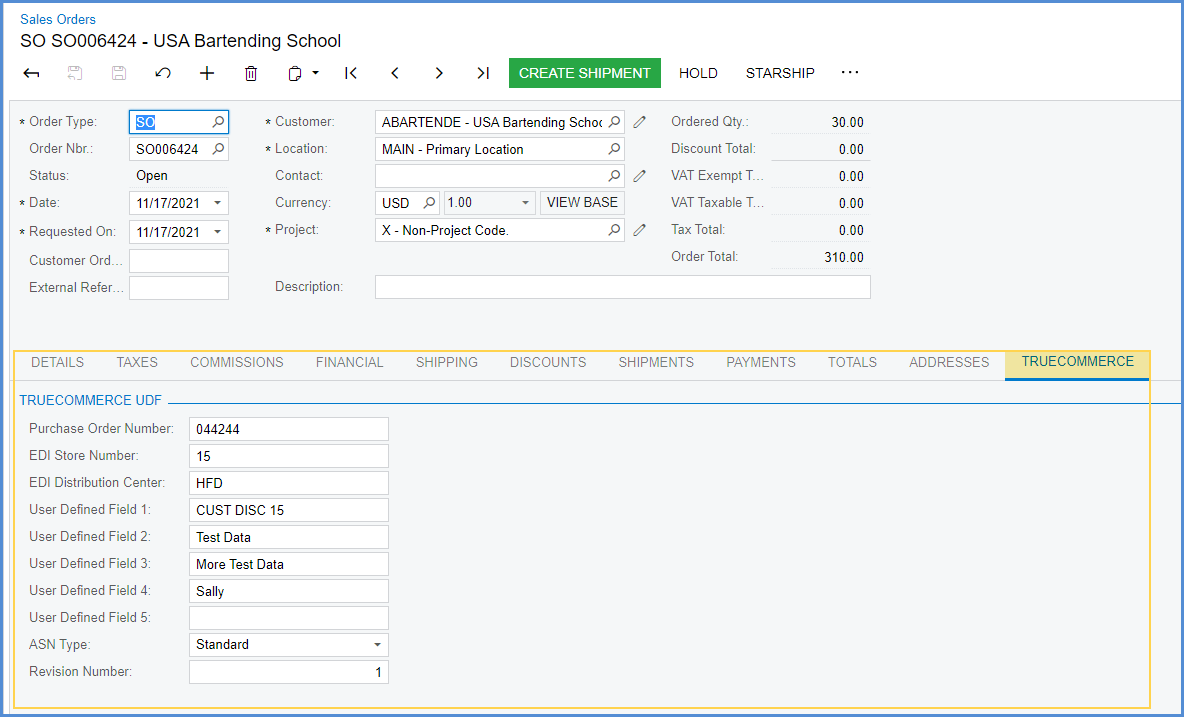 Sales Orders
SO SO006424 - USA Bartending School
CREATE SHIPMENT HOLD STARSHIP ...
* Order Type: SO
Order Nbr.: SO006424
Status: Open
* Date: 11/17/2021
* Requested On: 11/17/2021
Customer Ord...
External Refer...
* Customer: ABARTENDE - USA Bartending Schoo
* Location: MAIN - Primary Location
Contact:
Currency: USD 1.00 VIEW BASE
* Project: X - Non-Project Code.
Description:
Ordered Qty.: 30.00
Discount Total: 0.00
VAT Exempt T... 0.00
VAT Taxable T... 0.00
Tax Total: 0.00
Order Total: 310.00
DETAILS TAXES COMMISSIONS FINANCIAL SHIPPING DISCOUNTS SHIPMENTS PAYMENTS TOTALS ADDRESSES TRUECOMMERCE
TRUECOMMERCE UDF
Purchase Order Number: 044244
EDI Store Number: 15
EDI Distribution Center: HFD
User Defined Field 1: CUST DISC 15
User Defined Field 2: Test Data
User Defined Field 3: More Test Data
User Defined Field 4: Sally
User Defined Field 5:
ASN Type: Standard
Revision Number: 1